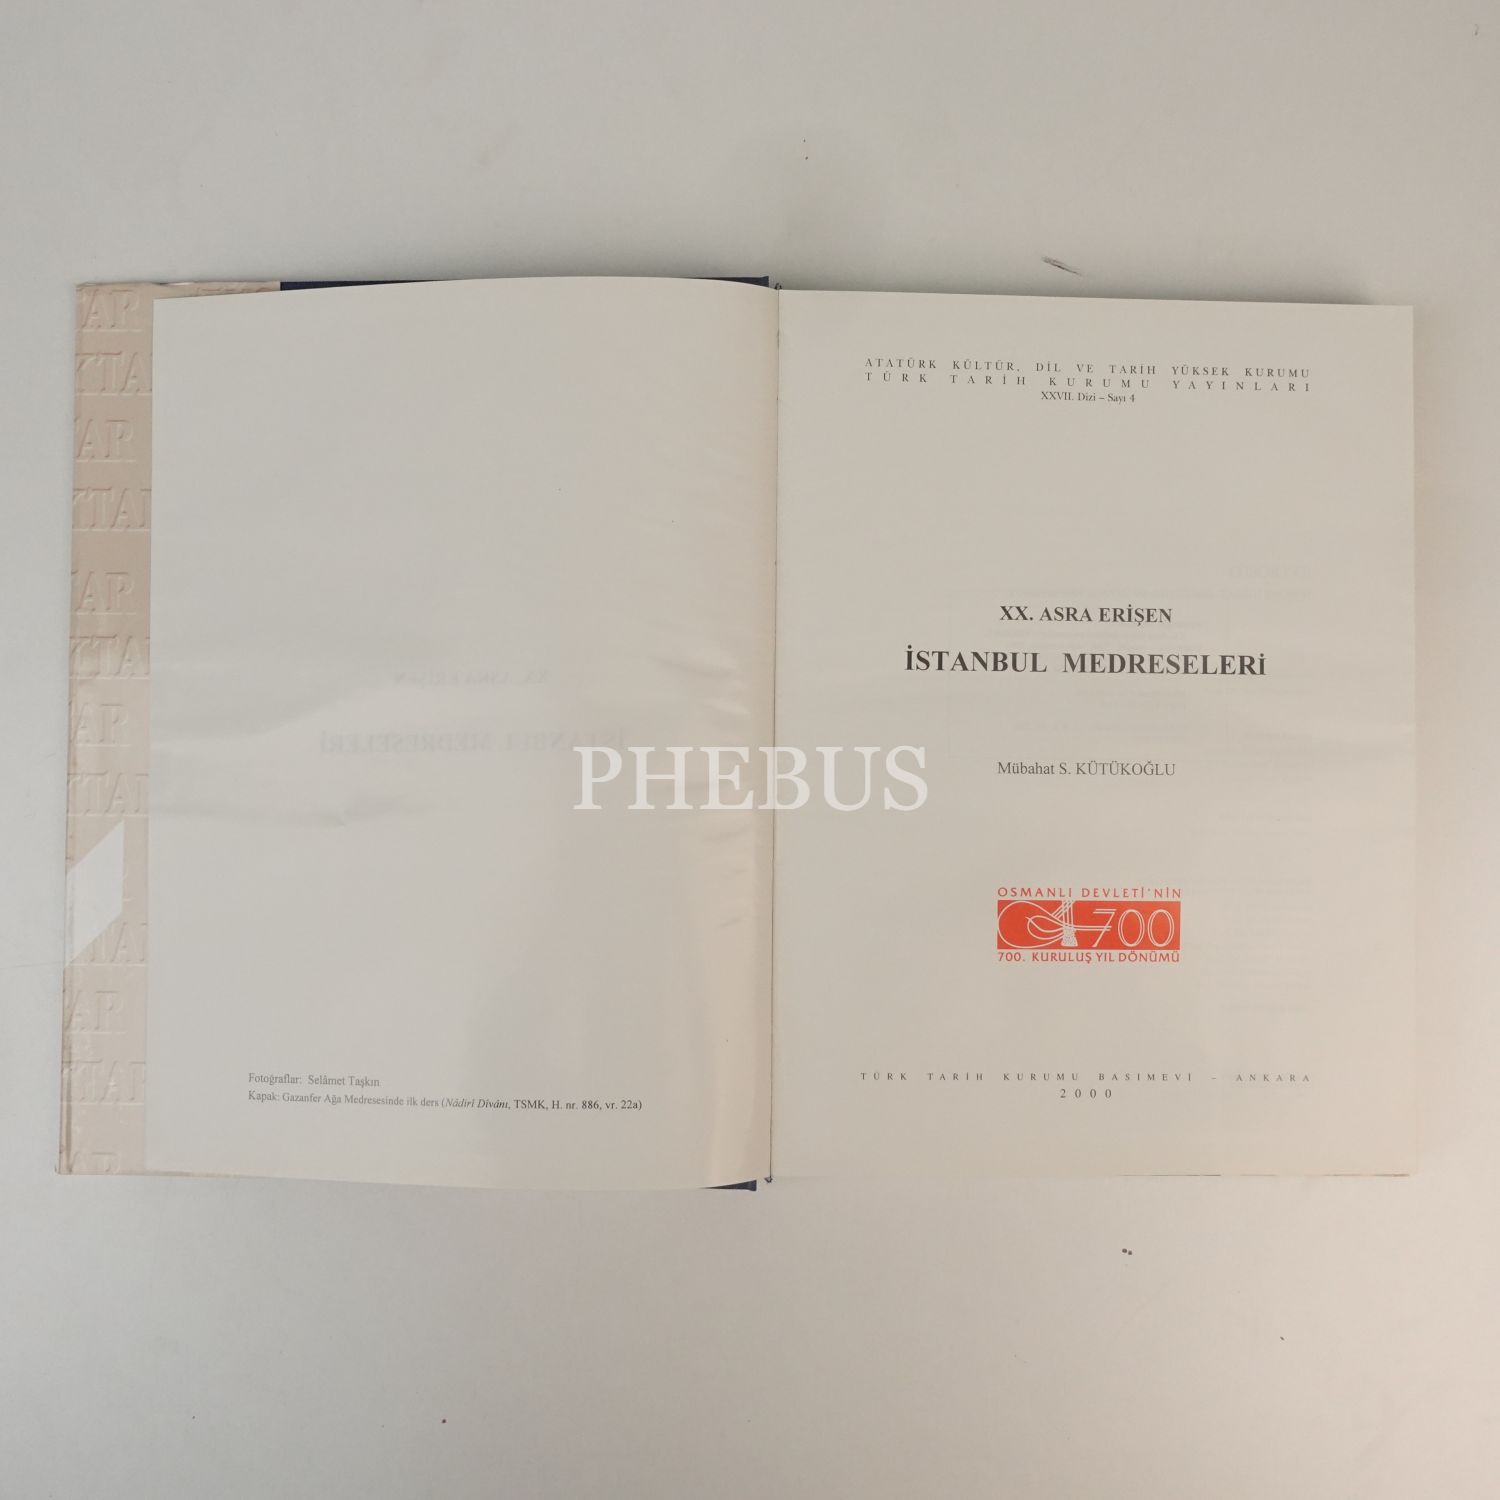 Fotoğraflar: Selâmet Taşkın
Kapak: Gazanfer Ağa Medresesinde ilk ders (Nâdirî Dîvânı, TSMK, H. nr. 886, vr. 22a)
ATATÜRK KÜLTÜR, DİL VE TARİH YÜKSEK KURUMU
TÜRK TARİH KURUMU YAYINLARI
XXVII. Dizi – Sayı 4
XX. ASRA ERİŞEN
İSTANBUL MEDRESELERİ
Mübahat S. KÜTÜKOĞLU
OSMANLI DEVLETİ'NİN
700
700. KURULUŞ YIL DÖNÜMÜ
TÜRK TARİH KURUMU BASIMEVİ – ANKARA
2000
PHEBUS